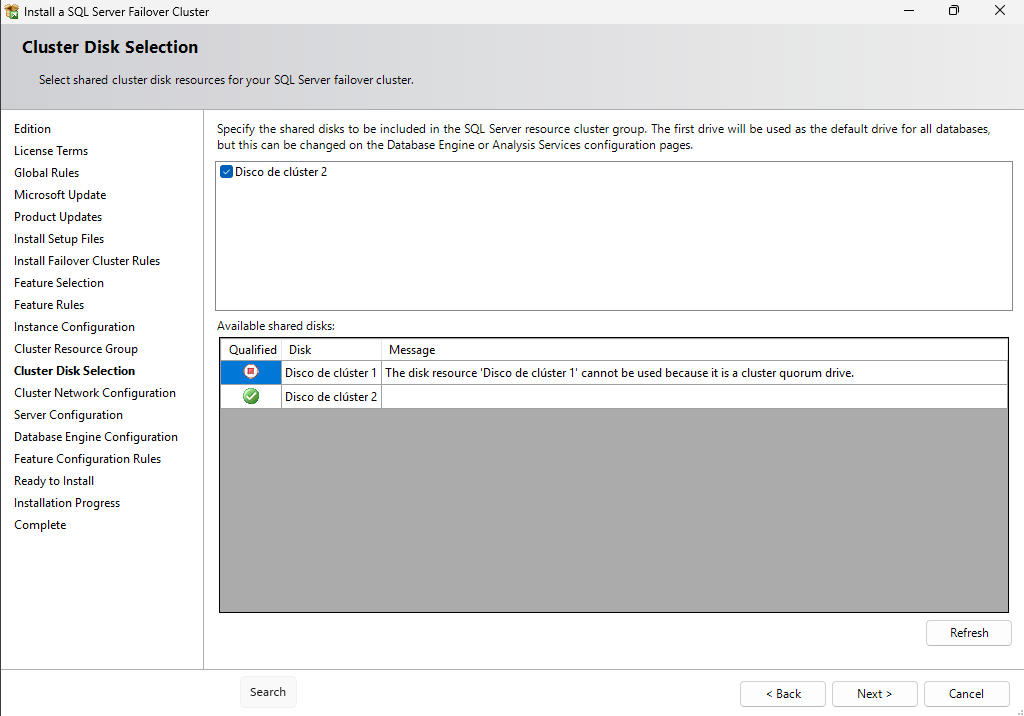 Install a SQL Server Failover Cluster
Cluster Disk Selection
Select shared cluster disk resources for your SQL Server failover cluster.
Edition
License Terms
Global Rules
Microsoft Update
Product Updates
Install Setup Files
Install Failover Cluster Rules
Feature Selection
Feature Rules
Instance Configuration
Cluster Resource Group
Cluster Disk Selection
Cluster Network Configuration
Server Configuration
Database Engine Configuration
Feature Configuration Rules
Ready to Install
Installation Progress
Complete
Specify the shared disks to be included in the SQL Server resource cluster group. The first drive will be used as the default drive for all databases,
but this can be changed on the Database Engine or Analysis Services configuration pages.
Disco de clúster 2
Available shared disks:
Qualified Disk Message
Disco de clúster 1 The disk resource 'Disco de clúster 1' cannot be used because it is a cluster quorum drive.
Disco de clúster 2
Refresh
Search
< Back Next > Cancel